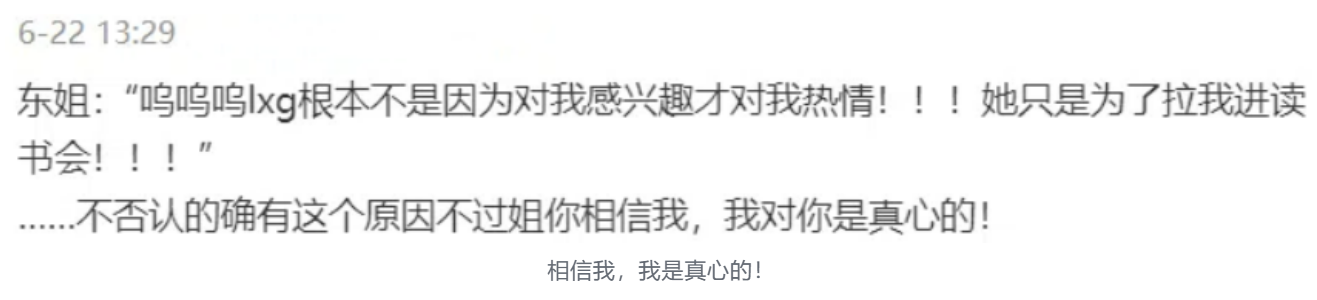 6-22 13:29
东姐：“呜呜呜lxg根本不是因为对我感兴趣才对我热情！！！她只是为了拉我进读
书会！！！”
......不否认的确有这个原因不过姐你相信我，我对你是真心的！
相信我，我是真心的！